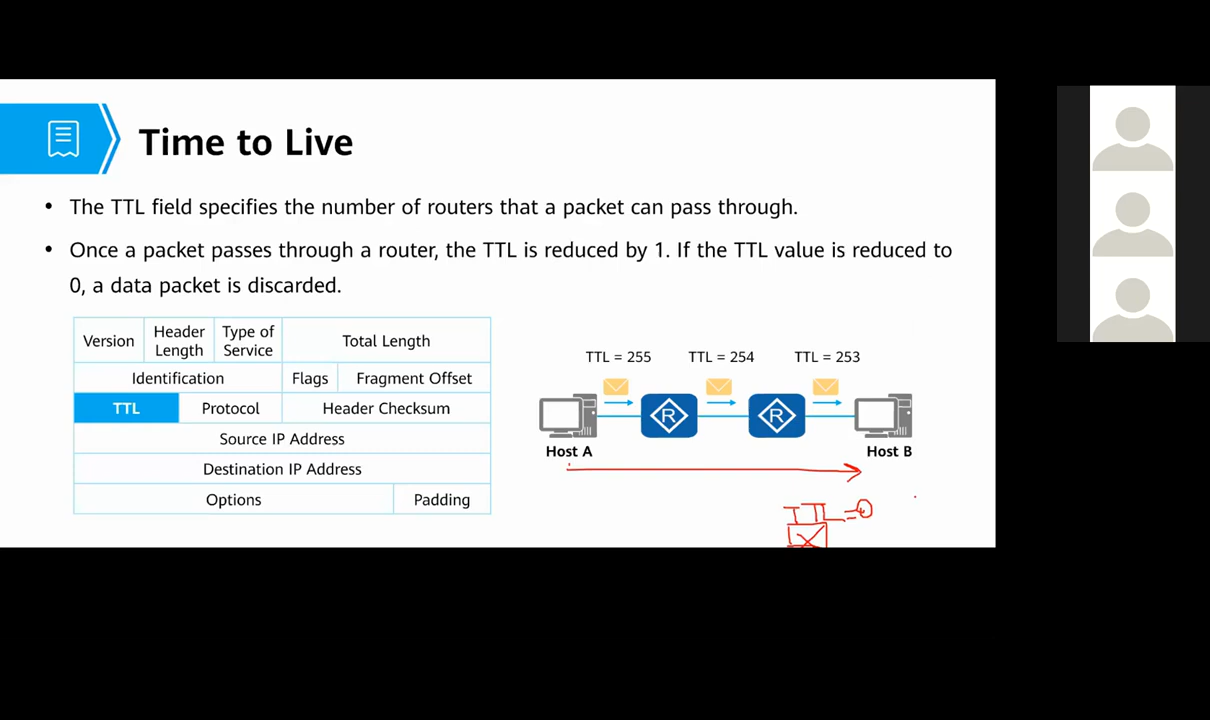 Time to Live
• The TTL field specifies the number of routers that a packet can pass through.
• Once a packet passes through a router, the TTL is reduced by 1. If the TTL value is reduced to
0, a data packet is discarded.
Version Header Length Type of Service Total Length
Identification Flags Fragment Offset
TTL Protocol Header Checksum
Source IP Address
Destination IP Address
Options Padding
TTL = 255 TTL = 254 TTL = 253
R R
Host A Host B
TTL=0